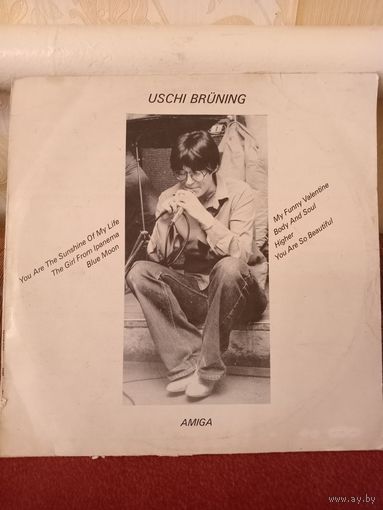 USCHI BRÜNING
You Are The Sunshine Of My Life
The Girl From Ipanema
Blue Moon
My Funny Valentine
Body And Soul
Higher
You Are So Beautiful
AMIGA
www.ay.by